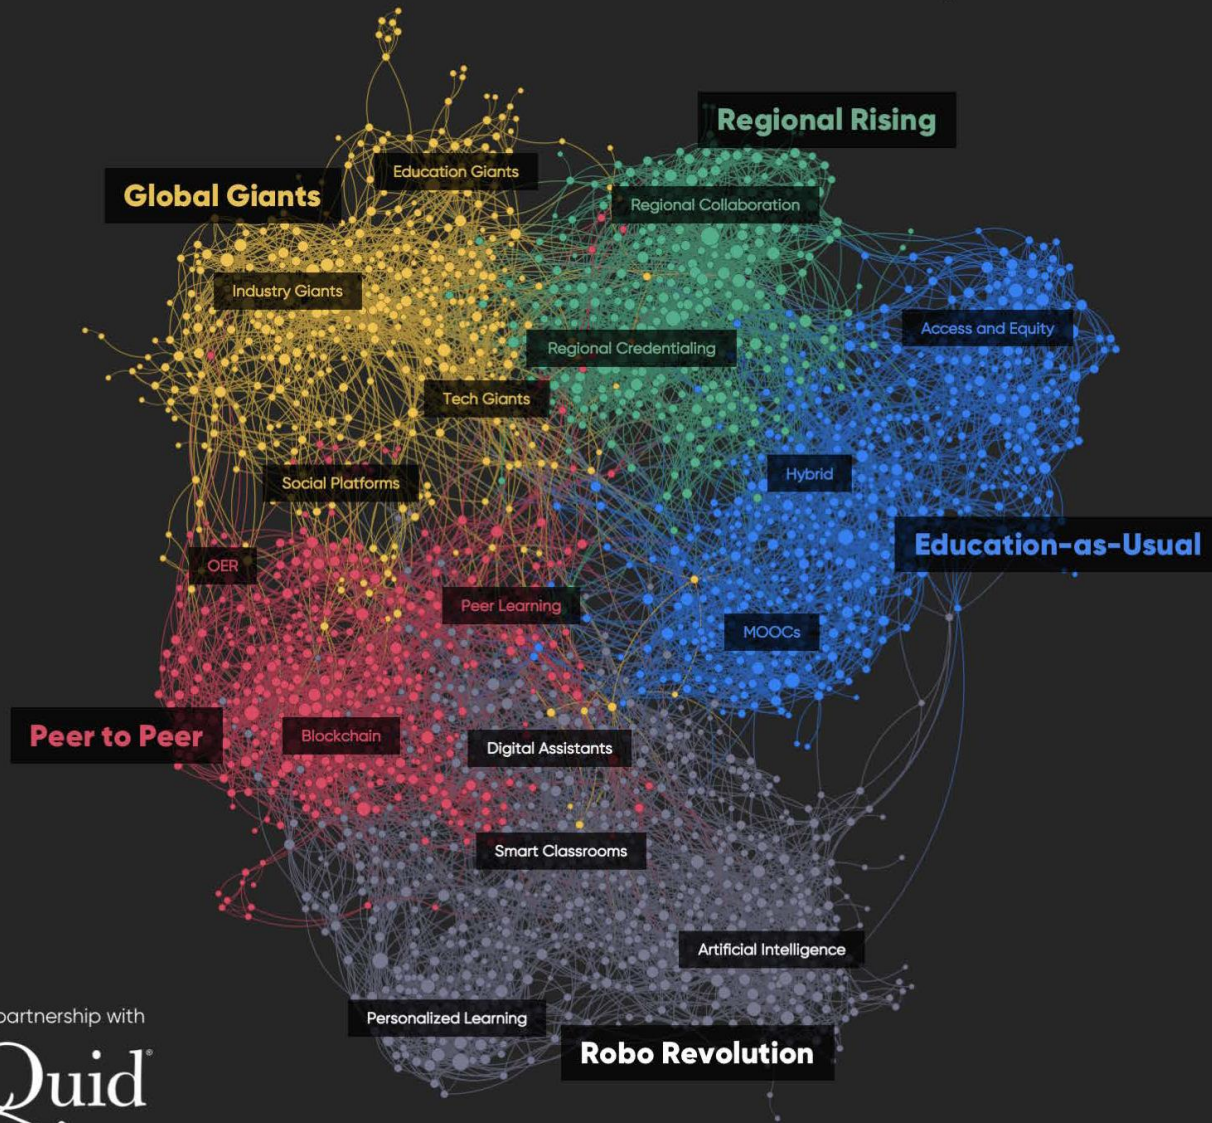 Regional Rising
Education Giants
Global Giants
Regional Collaboration
Industry Giants
Access and Equity
Regional Credentialing
Tech Giants
Hybrid
Social Platforms
Education-as-Usual
OER
Peer Learning
MOOCs
Peer to Peer
Blockchain
Digital Assistants
Smart Classrooms
Artificial Intelligence
partnership with
Personalized Learning
Robo Revolution
Quid®